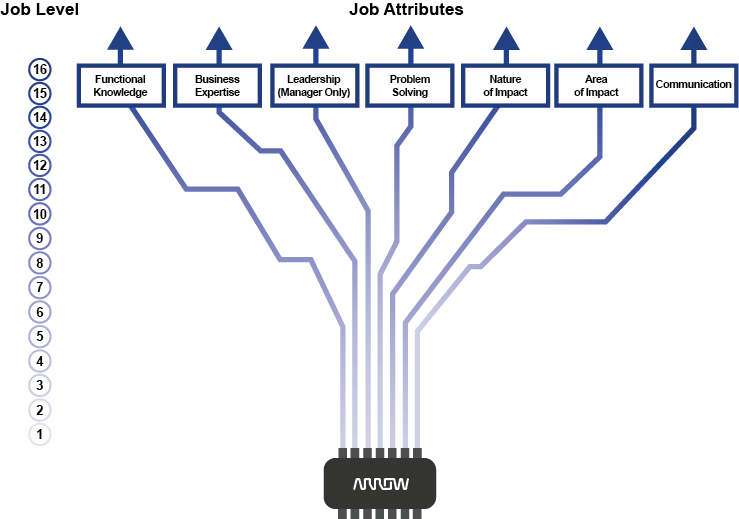 Job Level
Job Attributes
16
15
14
13
12
11
10
9
8
7
6
5
4
3
2
1
Functional
Knowledge
Business
Expertise
Leadership
(Manager Only)
Problem
Solving
Nature
of Impact
Area
of Impact
Communication
ARROW